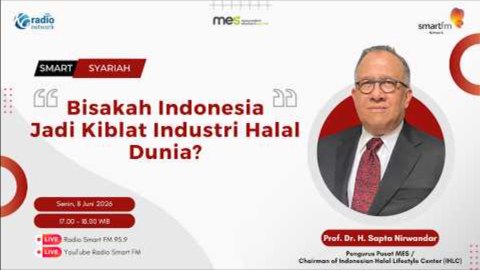 radio
network
mes
smartfm
SMART SYARIAH
Bisakah Indonesia
Jadi Kiblat Industri Halal
Dunia?
Senin, 8 Juni 2026
17.00 - 18.00 WIB
LIVE Radio Smart FM 95.9
LIVE YouTube Radio Smart FM
Prof. Dr. H. Sapta Nirwandar
Pengurus Pusat MES /
Chairman of Indonesian Halal Lifestyle Center (IHLC)